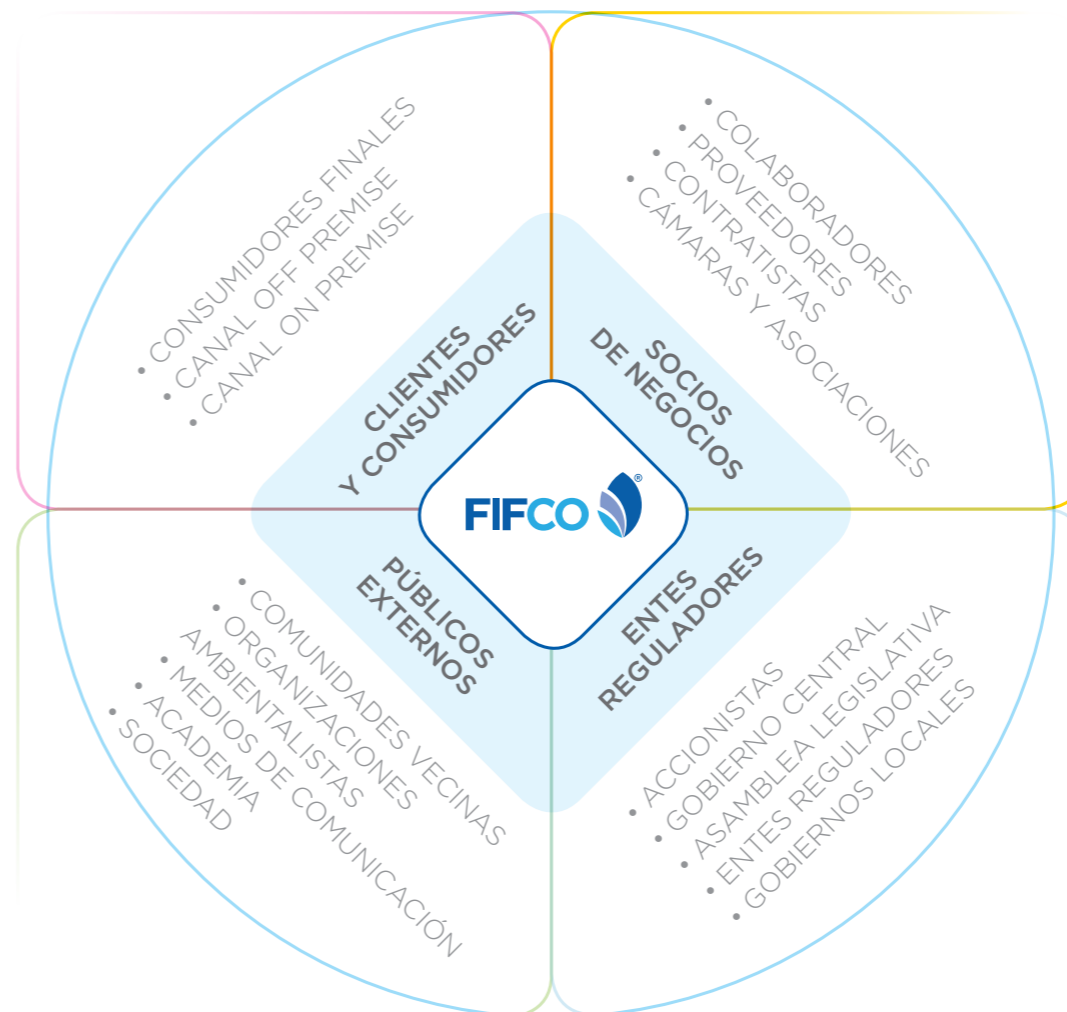 • CONSUMIDORES FINALES
• CANAL OFF PREMISE
• CANAL ON PREMISE
CLIENTES
Y CONSUMIDORES
• COLABORADORES
• PROVEEDORES
• CONTRATISTAS
• CÁMARAS Y ASOCIACIONES
SOCIOS
DE NEGOCIOS
FIFCO®
PÚBLICOS
EXTERNOS
• COMUNIDADES VECINAS
• ORGANIZACIONES
AMBIENTALISTAS
• MEDIOS DE COMUNICACIÓN
• ACADEMIA
• SOCIEDAD
ENTES
REGULADORES
• ACCIONISTAS
• GOBIERNO CENTRAL
• ASAMBLEA LEGISLATIVA
• ENTES REGULADORES
• GOBIERNOS LOCALES